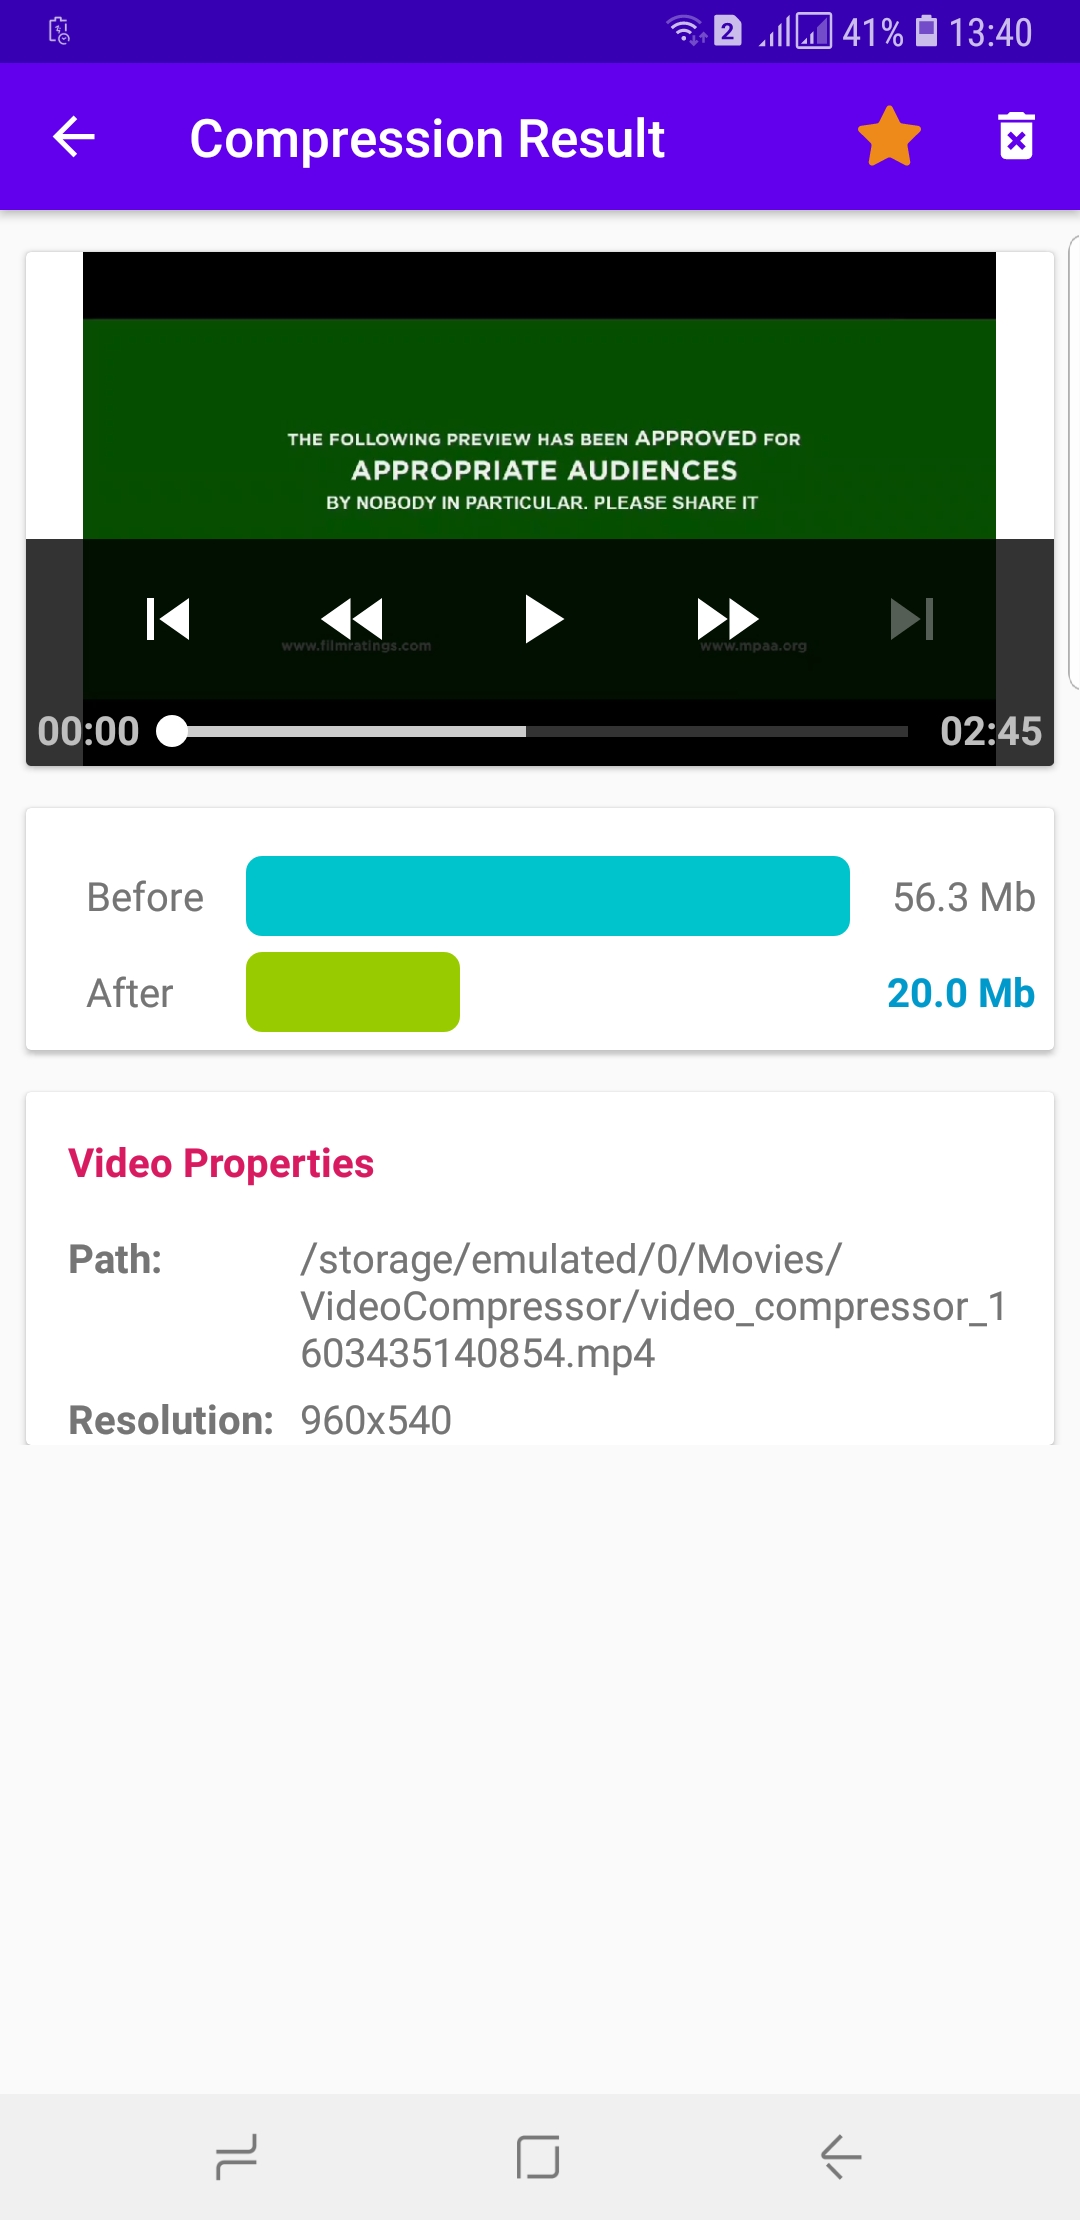 2 41% 13:40
Compression Result
THE FOLLOWING PREVIEW HAS BEEN APPROVED FOR
APPROPRIATE AUDIENCES
BY NOBODY IN PARTICULAR. PLEASE SHARE IT
www.filmratings.com www.mpaa.org
00:00 02:45
Before 56.3 Mb
After 20.0 Mb
Video Properties
Path: /storage/emulated/0/Movies/
VideoCompressor/video_compressor_1
603435140854.mp4
Resolution: 960x540